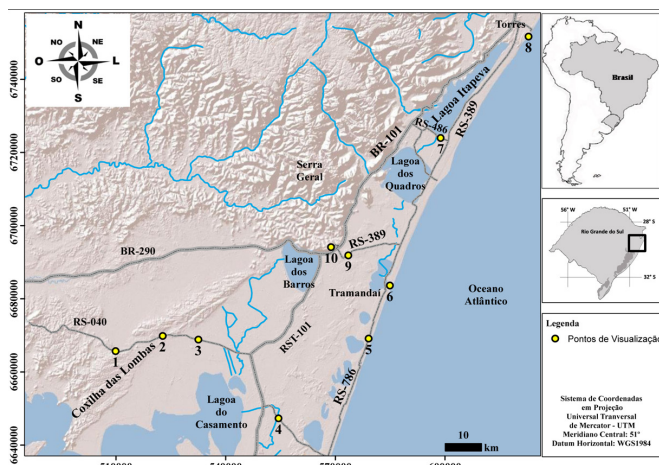 N
NO
NE
O
L
SO
SE
S
Torres
8
Lagoa Itapeva
RS-389
BR-101
RS-486
7
Serra
Geral
Lagoa
dos
Quadros
RS-389
10
9
BR-290
Lagoa
dos
Barros
Tramandaí
6
Oceano
Atlântico
RS-040
1
2
3
Coxilha das Lombas
RST-101
5
RS-786
Lagoa
do
Casamento
4
10
km
6740000
6720000
6700000
6680000
6660000
6640000
Brasil
56° W
51° W
Rio Grande do Sul
28° S
32° S
Legenda
Pontos de Visualização
Sistema de Coordenadas
em Projeção
Universal Tranversal
de Mercator - UTM
Meridiano Central: 51°
Datum Horizontal: WGS1984